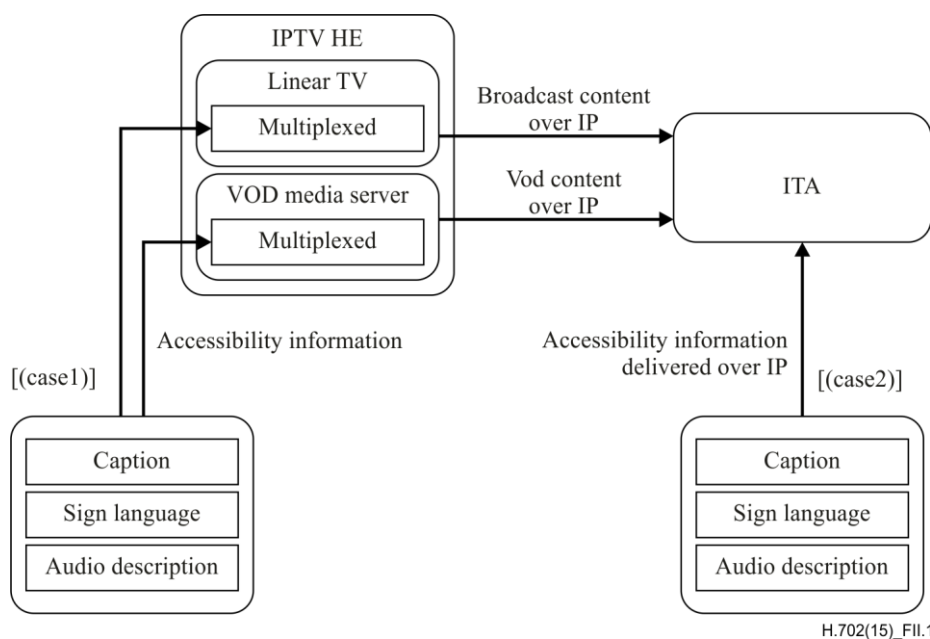 IPTV HE
Linear TV
Multiplexed
Broadcast content
over IP
VOD media server
Multiplexed
Vod content
over IP
ITA
Accessibility information
[(case1)]
Accessibility information
delivered over IP
[(case2)]
Caption
Sign language
Audio description
Caption
Sign language
Audio description
H.702(15)_FII.1